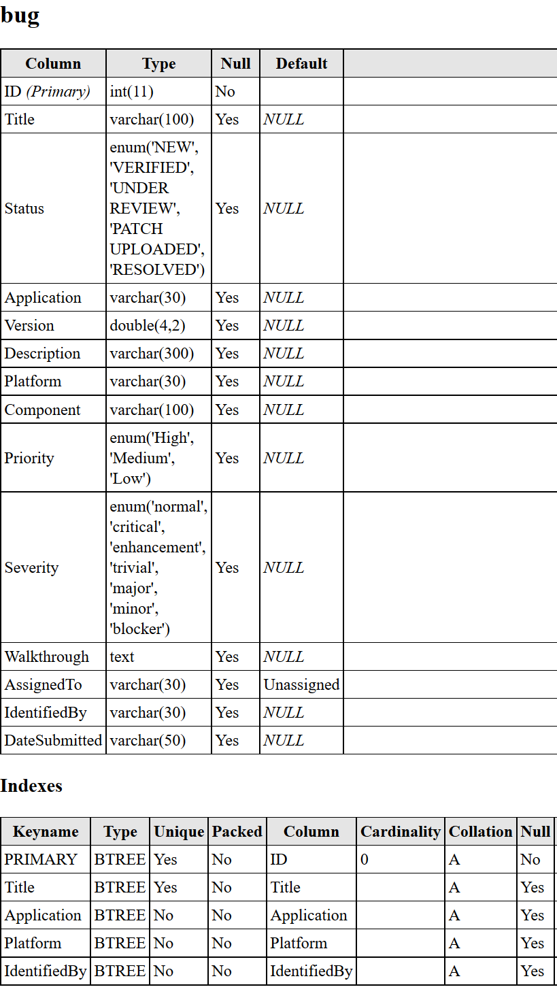 bug
Column Type Null Default
ID (Primary) int(11) No
Title varchar(100) Yes NULL
Status enum('NEW', 'VERIFIED', 'UNDER REVIEW', 'PATCH UPLOADED', 'RESOLVED') Yes NULL
Application varchar(30) Yes NULL
Version double(4,2) Yes NULL
Description varchar(300) Yes NULL
Platform varchar(30) Yes NULL
Component varchar(100) Yes NULL
Priority enum('High', 'Medium', 'Low') Yes NULL
Severity enum('normal', 'critical', 'enhancement', 'trivial', 'major', 'minor', 'blocker') Yes NULL
Walkthrough text Yes NULL
AssignedTo varchar(30) Yes Unassigned
IdentifiedBy varchar(30) Yes NULL
DateSubmitted varchar(50) Yes NULL
Indexes
Keyname Type Unique Packed Column Cardinality Collation Null
PRIMARY BTREE Yes No ID 0 A No
Title BTREE Yes No Title A Yes
Application BTREE No No Application A Yes
Platform BTREE No No Platform A Yes
IdentifiedBy BTREE No No IdentifiedBy A Yes